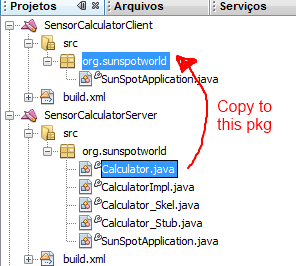 Projetos
Arquivos
Serviços
SensorCalculatorClient
src
org.sunspotworld
SunSpotApplication.java
build.xml
SensorCalculatorServer
src
org.sunspotworld
Calculator.java
CalculatorImpl.java
Calculator_Skel.java
Calculator_Stub.java
SunSpotApplication.java
build.xml
Copy to
this pkg